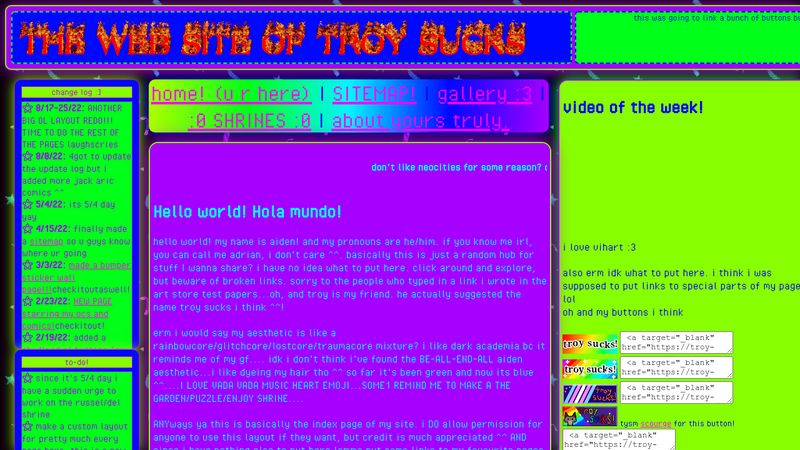 THE WEB SITE OF TROY SUCKS
this was going to link a bunch of buttons bu
change log :]
8/17-25/22: ANOTHER
BIG OL LAYOUT REDO!!!
TIME TO DO THE REST OF
THE PAGES laughscries
8/8/22: 4got to update
the update log but i
added more jack aric
comics ^^
5/4/22: its 5/4 day
yay
4/15/22: finally made
a sitemap so u guys know
where ur going
3/3/22: made a bumper
sticker wall
page!!!checkitoutaswell!
2/23/22: NEW PAGE
starring my ocs and
comics!checkitout!
2/19/22: added a
to-do!
since it's 5/4 day i
have a sudden urge to
work on the russel/del
shrine
make a custom layout
for pretty much every
home! (u r here) | SITEMAP! | gallery :3 |
:0 SHRINES :0 | about yours truly.
don't like neocities for some reason? c
Hello world! Hola mundo!
hello world! my name is aiden! and my pronouns are he/him. if you know me irl,
you can call me adrian, i don't care ^^. basically this is just a random hub for
stuff I wanna share? i have no idea what to put here. click around and explore,
but beware of broken links. sorry to the people who typed in a link i wrote in the
art store test papers...oh, and troy is my friend. he actually suggested the
name troy sucks i think ^^!
erm i would say my aesthetic is like a
rainbowcore/glitchcore/lostcore/traumacore mixture? i like dark academia bc it
reminds me of my gf.... idk i don't think i've found the BE-ALL-END-ALL aiden
aesthetic...i like dyeing my hair tho ^^ so far it's been green and now its blue
^^....I LOVE VADA VADA MUSIC HEART EMOJI...SOME1 REMIND ME TO MAKE A THE
GARDEN/PUZZLE/ENJOY SHRINE....
ANYways ya this is basically the index page of my site. i DO allow permission for
anyone to use this layout if they want, but credit is much appreciated ^^ AND
video of the week!
i love vihart :3
also erm idk what to put here. i think i was
supposed to put links to special parts of my page
lol
oh and my buttons i think
troy sucks!
<a target="_blank"
href="https://troy-
troy sucks!
<a target="_blank"
href="https://troy-
TROY SUCKS
<a target="_blank"
href="https://troy-
TROY SUCKS!
tysm scourge for this button!
<a target="_blank"
href="https://troy-